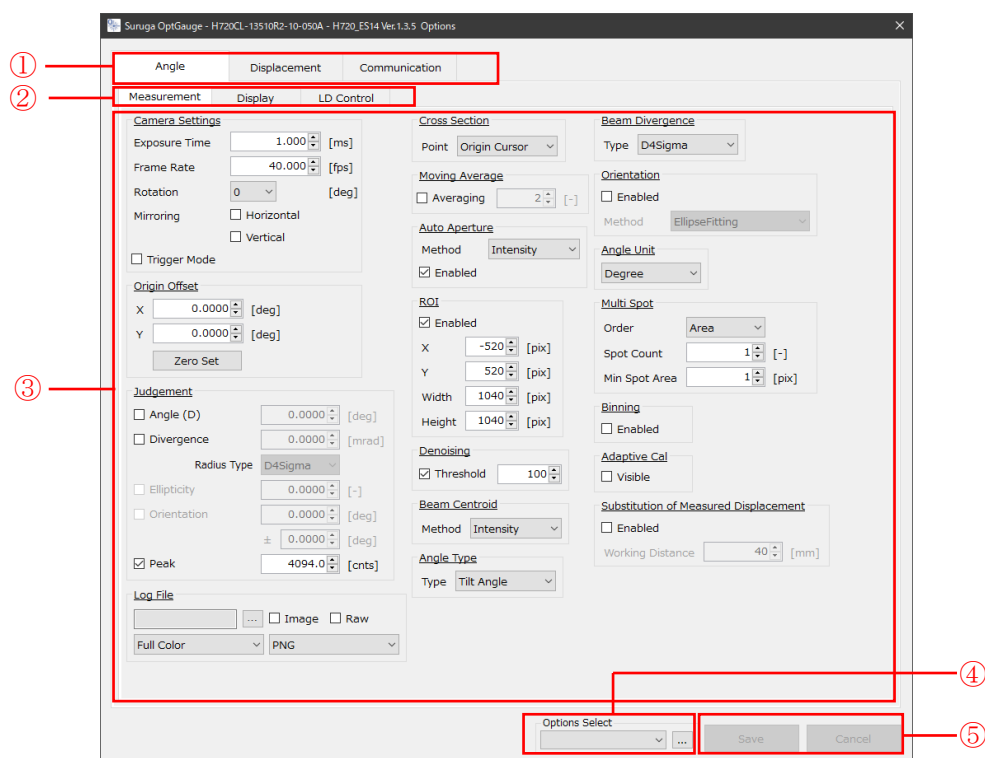 Suruga OptGauge - H720CL-13510R2-10-050A - H720_ES14 Ver.1.3.5 Options
①
Angle Displacement Communication
②
Measurement Display LD Control
③
Camera Settings
Exposure Time 1.000 [ms]
Frame Rate 40.000 [fps]
Rotation 0 [deg]
Mirroring Horizontal
Vertical
Trigger Mode
Origin Offset
X 0.0000 [deg]
Y 0.0000 [deg]
Zero Set
Judgement
Angle (D) 0.0000 [deg]
Divergence 0.0000 [mrad]
Radius Type D4Sigma
Ellipticity 0.0000 [-]
Orientation 0.0000 [deg]
± 0.0000 [deg]
Peak 4094.0 [cnts]
Log File
... Image Raw
Full Color PNG
Cross Section
Point Origin Cursor
Moving Average
Averaging 2 [-]
Auto Aperture
Method Intensity
Enabled
ROI
Enabled
X -520 [pix]
Y 520 [pix]
Width 1040 [pix]
Height 1040 [pix]
Denoising
Threshold 100
Beam Centroid
Method Intensity
Angle Type
Type Tilt Angle
Beam Divergence
Type D4Sigma
Orientation
Enabled
Method EllipseFitting
Angle Unit
Degree
Multi Spot
Order Area
Spot Count 1 [-]
Min Spot Area 1 [pix]
Binning
Enabled
Adaptive Cal
Visible
Substitution of Measured Displacement
Enabled
Working Distance 40 [mm]
④
Options Select
...
⑤
Save Cancel